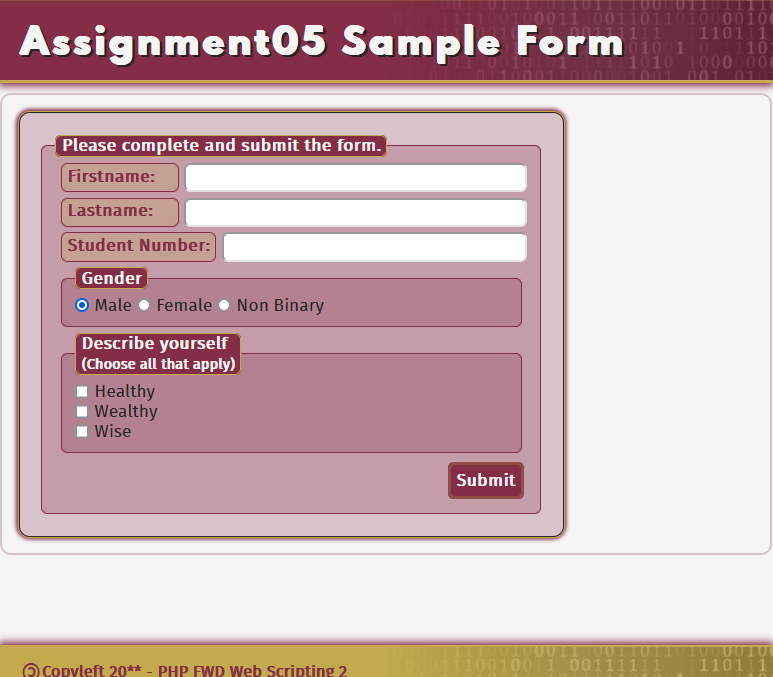 Assignment05 Sample Form
Please complete and submit the form.
Firstname:
Lastname:
Student Number:
Gender
Male Female Non Binary
Describe yourself
(Choose all that apply)
Healthy
Wealthy
Wise
Submit
Copyleft 20** - PHP FWD Web Scripting 2